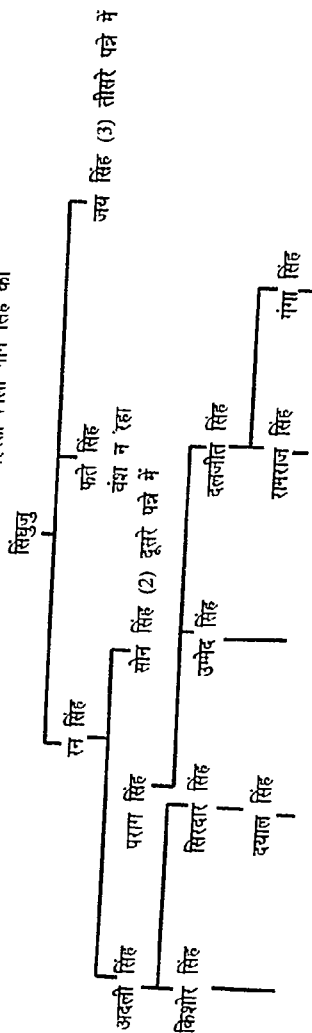 सिंघुजु
रन सिंह
फते सिंह
वंश न रहा
जय सिंह (3) तीसरे पन्ने में
अदली सिंह
पराग सिंह
सोन सिंह (2) दूसरे पन्ने में
किशोर सिंह
सिरदार सिंह
उम्मेद सिंह
दलजीत सिंह
दयाल सिंह
रामराज सिंह
गंगा सिंह